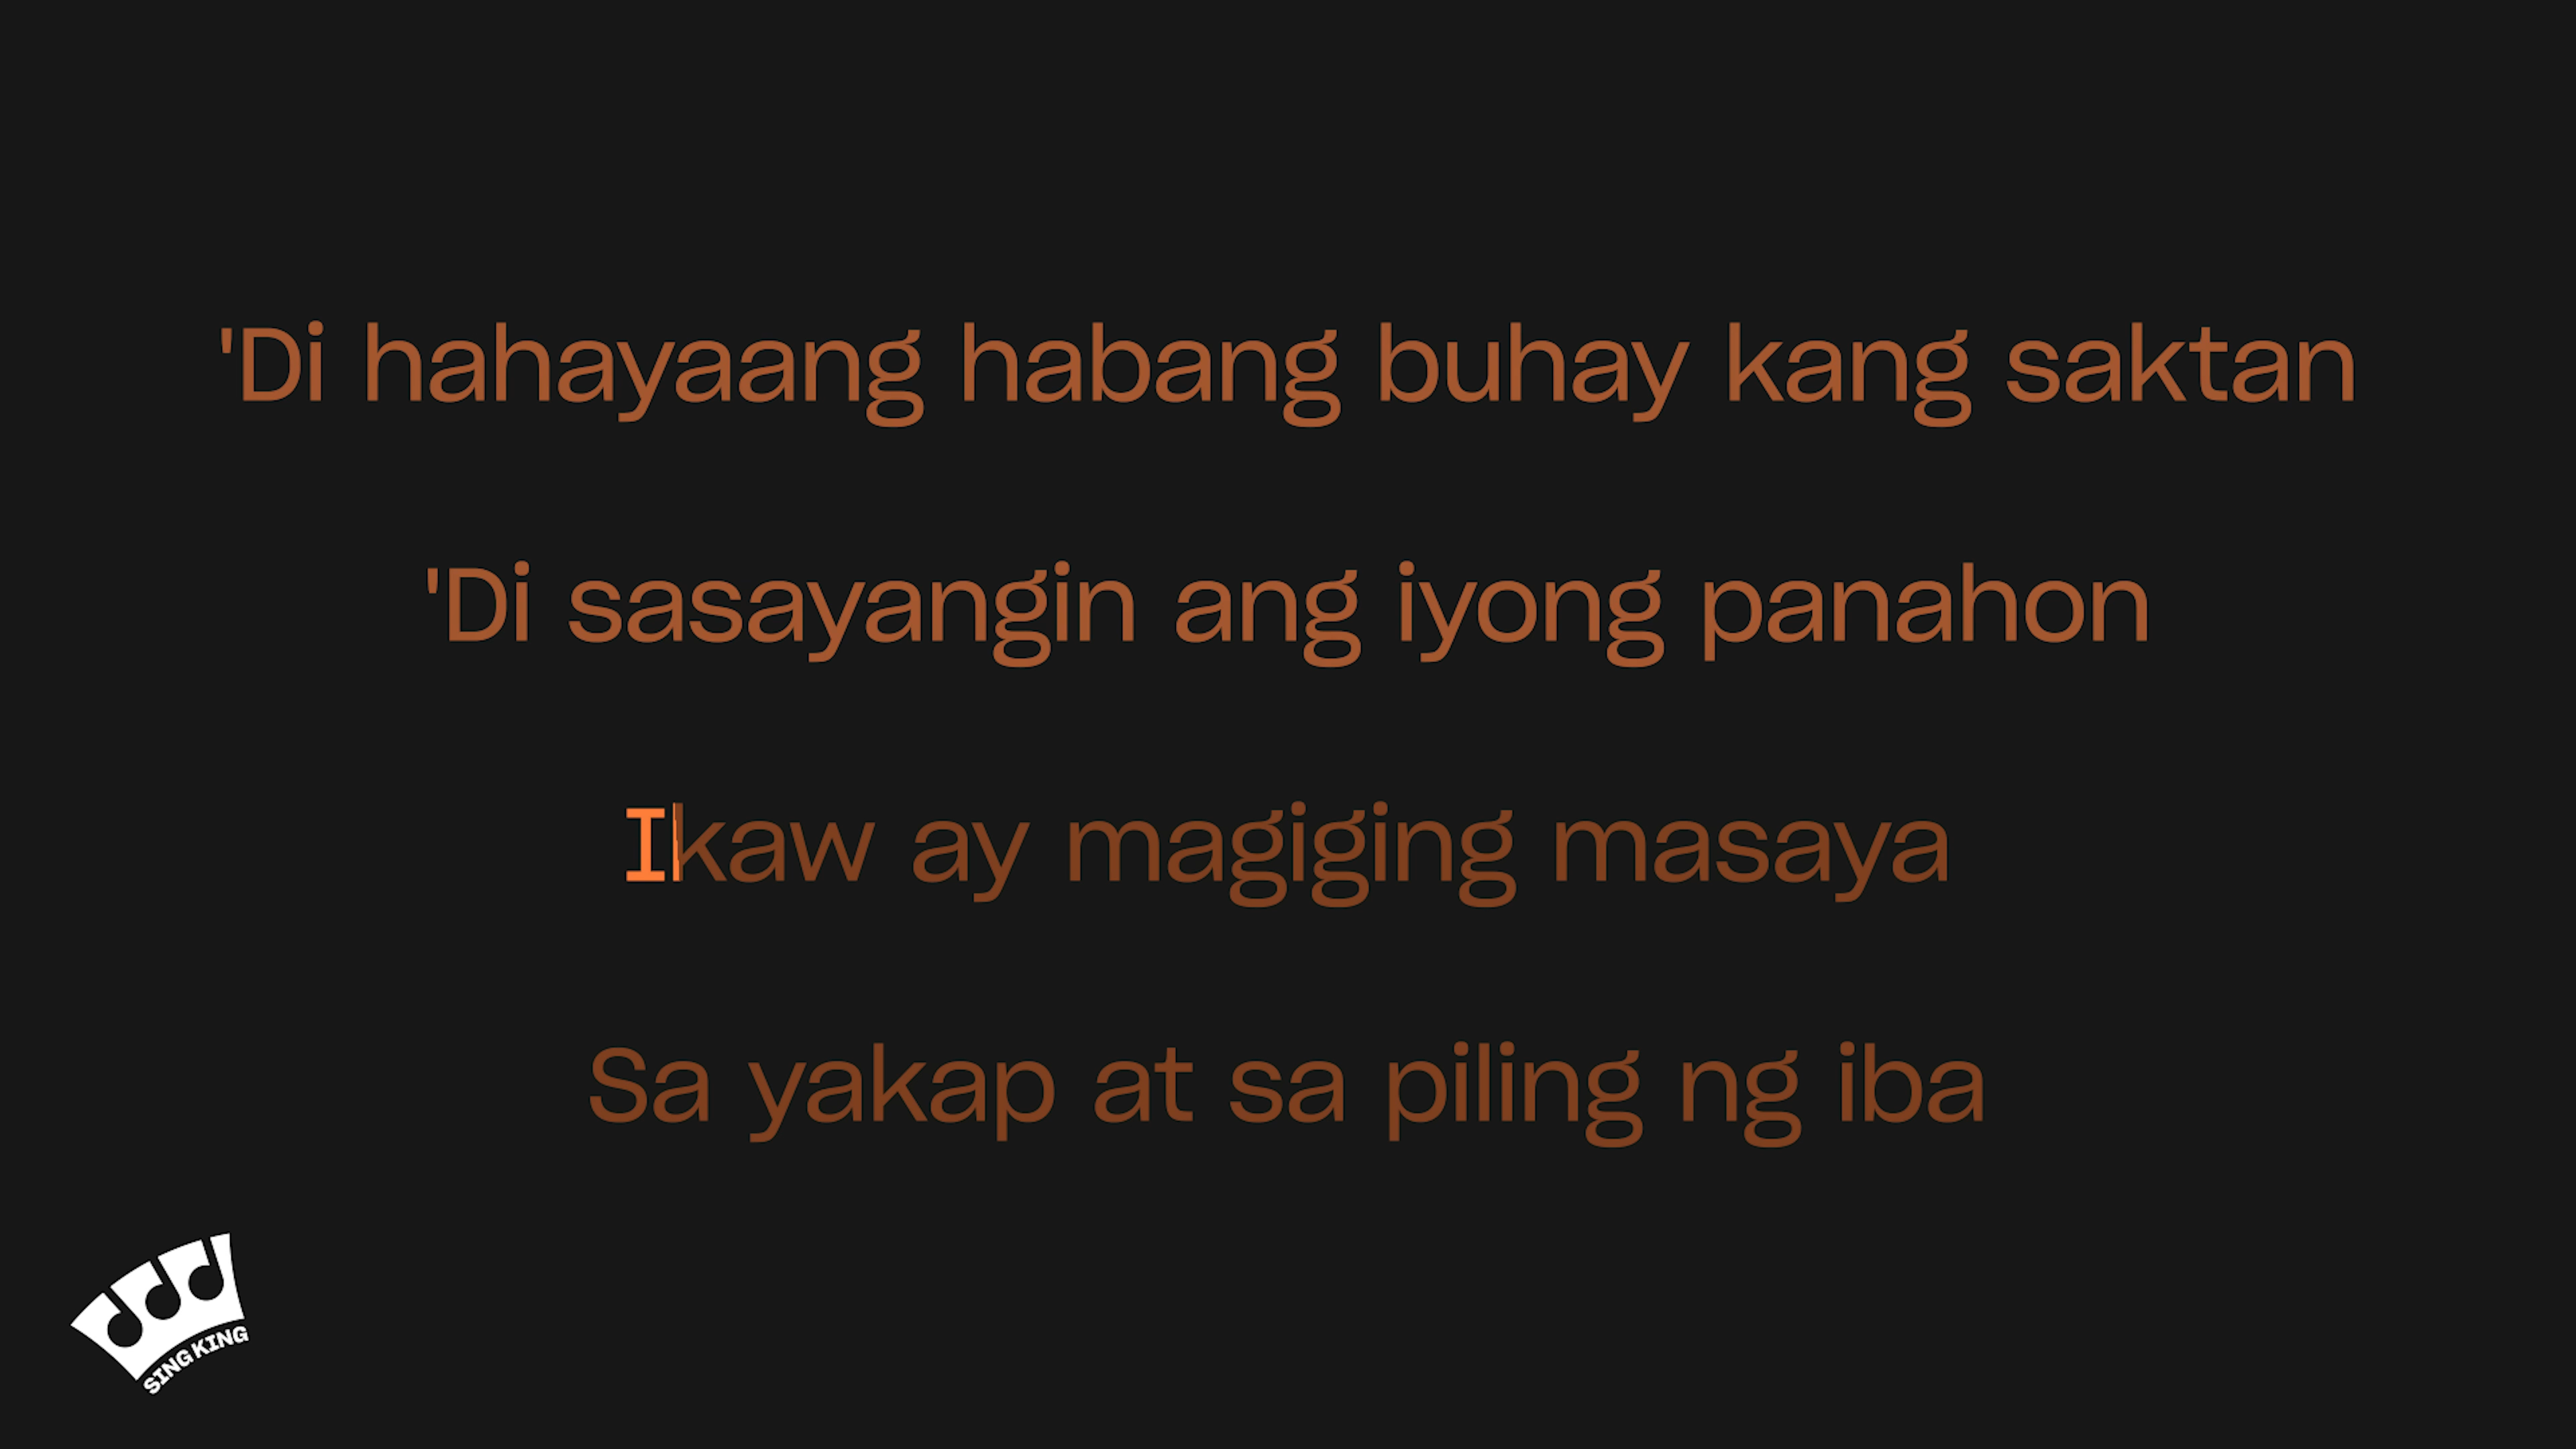 'Di hahayaang habang buhay kang saktan
'Di sasayangin ang iyong panahon
Ikaw ay magiging masaya
Sa yakap at sa piling ng iba
SING KING